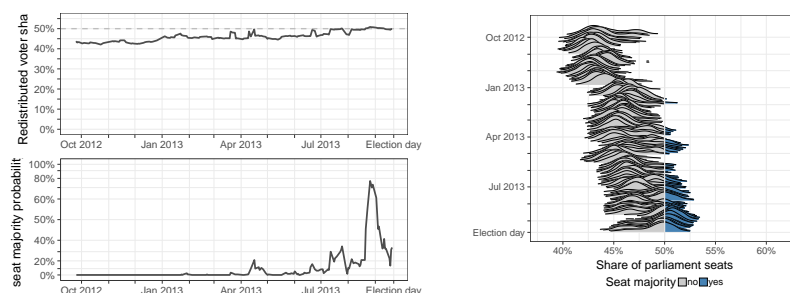 Redistributed voter sha
50%
40%
30%
20%
10%
0%
Oct 2012 Jan 2013 Apr 2013 Jul 2013 Election day
seat majority probabilit
100%
80%
60%
40%
20%
0%
Oct 2012 Jan 2013 Apr 2013 Jul 2013 Election day
Oct 2012
Jan 2013
Apr 2013
Jul 2013
Election day
40% 45% 50% 55% 60%
Share of parliament seats
Seat majority no yes